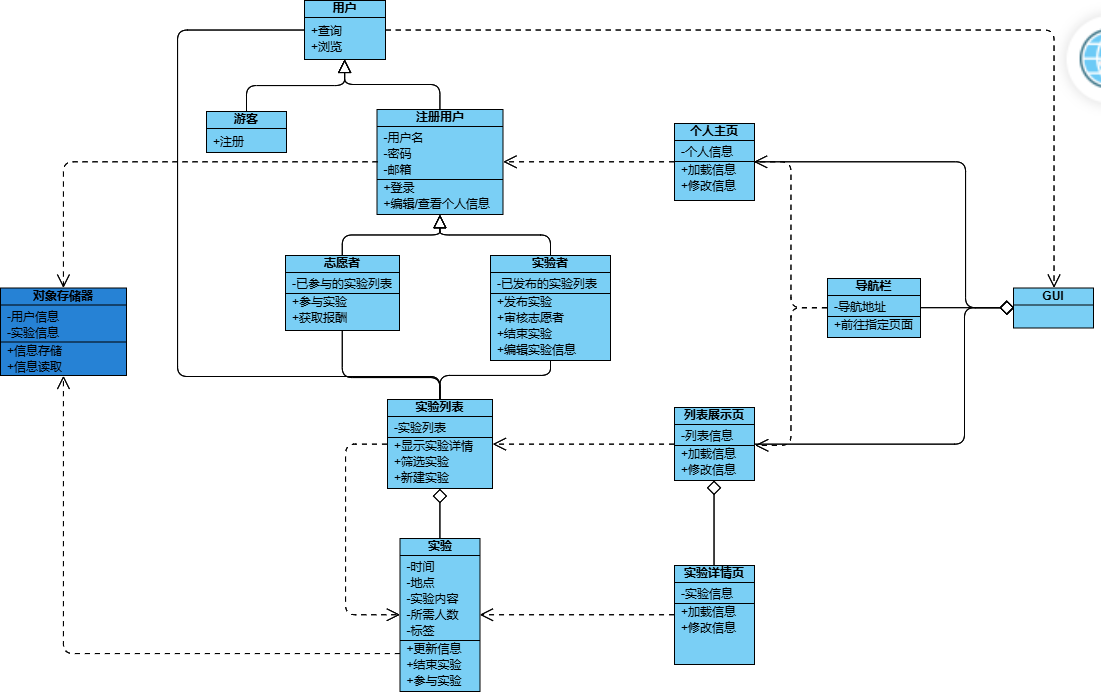 用户
+查询
+浏览
游客
+注册
注册用户
-用户名
-密码
-邮箱
+登录
+编辑/查看个人信息
个人主页
-个人信息
+加载信息
+修改信息
志愿者
-已参与的实验列表
+参与实验
+获取报酬
实验者
-已发布的实验列表
+发布实验
+审核志愿者
+结束实验
+编辑实验信息
导航栏
-导航地址
+前往指定页面
GUI
对象存储器
-用户信息
-实验信息
+信息存储
+信息读取
实验列表
-实验列表
+显示实验详情
+筛选实验
+新建实验
列表展示页
-列表信息
+加载信息
+修改信息
实验
-时间
-地点
-实验内容
-所需人数
-标签
+更新信息
+结束实验
+参与实验
实验详情页
-实验信息
+加载信息
+修改信息